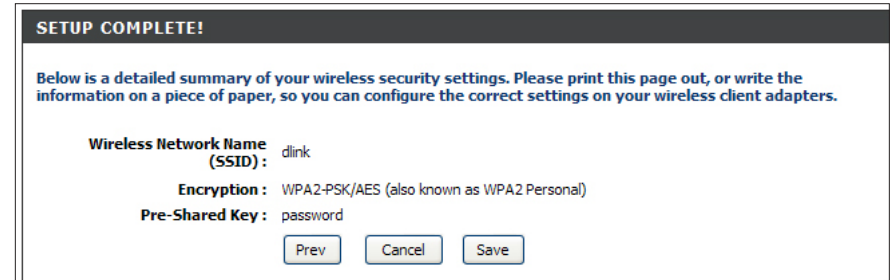 SETUP COMPLETE!
Below is a detailed summary of your wireless security settings. Please print this page out, or write the
information on a piece of paper, so you can configure the correct settings on your wireless client adapters.
Wireless Network Name
(SSID) : dlink
Encryption : WPA2-PSK/AES (also known as WPA2 Personal)
Pre-Shared Key : password
Prev Cancel Save